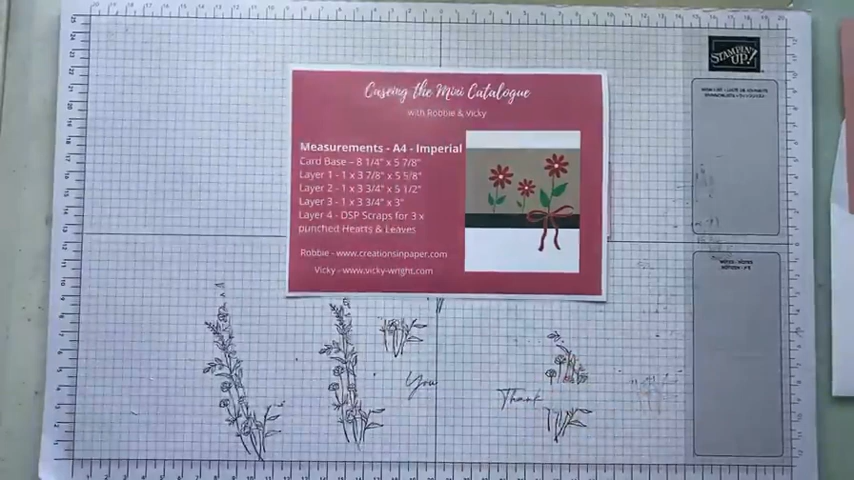 STAMPIN' UP!
Caseing the Mini Catalogue
with Robbie & Vicky
Measurements - A4 - Imperial
Card Base – 8 1/4" x 5 7/8"
Layer 1 - 1 x 3 7/8" x 5 5/8"
Layer 2 - 1 x 3 3/4" x 5 1/2"
Layer 3 - 1 x 3 3/4" x 3"
Layer 4 - DSP Scraps for 3 x
punched Hearts & Leaves
Robbie - www.creationsinpaper.com
Vicky - www.vicky-wright.com
You
Thank